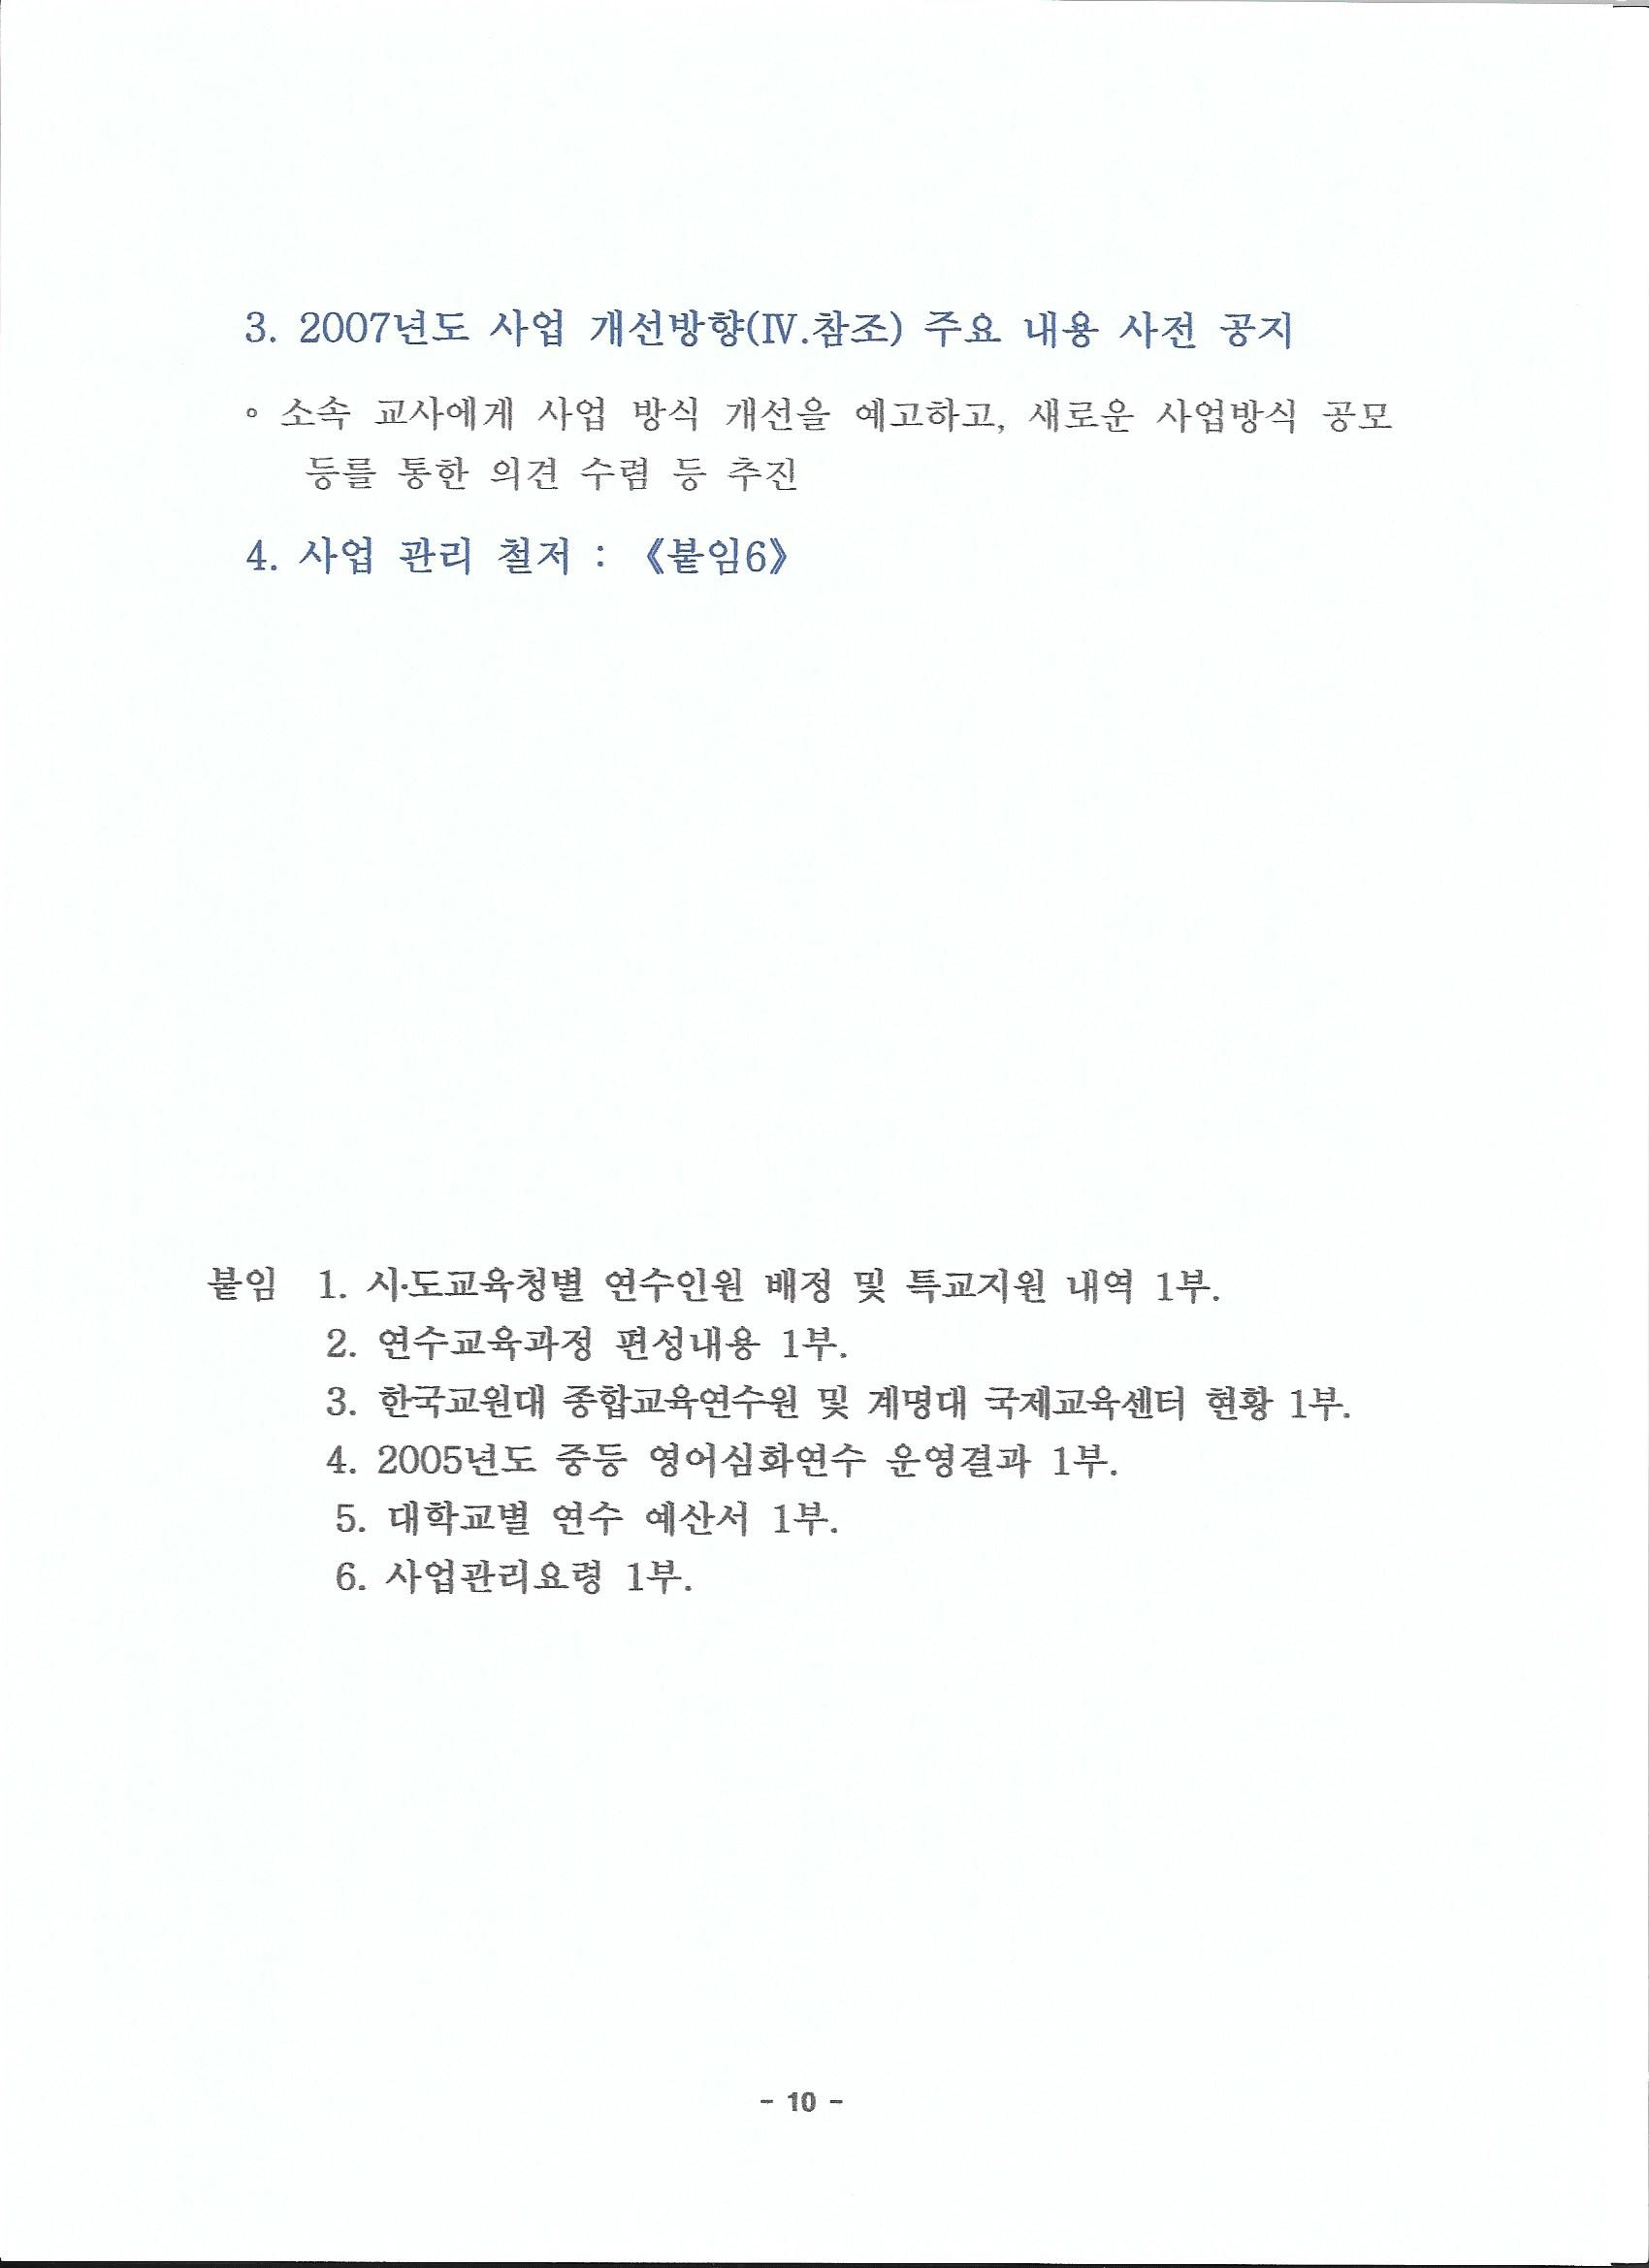 3. 2007년도 사업 개선방향(Ⅳ.참조) 주요 내용 사전 공지
◦ 소속 교사에게 사업 방식 개선을 예고하고, 새로운 사업방식 공모
등를 통한 의견 수렴 등 추진
4. 사업 관리 철저 : 《붙임6》
붙임 1. 시·도교육청별 연수인원 배정 및 특교지원 내역 1부.
2. 연수교육과정 편성내용 1부.
3. 한국교원대 종합교육연수원 및 계명대 국제교육센터 현황 1부.
4. 2005년도 중등 영어심화연수 운영결과 1부.
5. 대학교별 연수 예산서 1부.
6. 사업관리요령 1부.
- 10 -